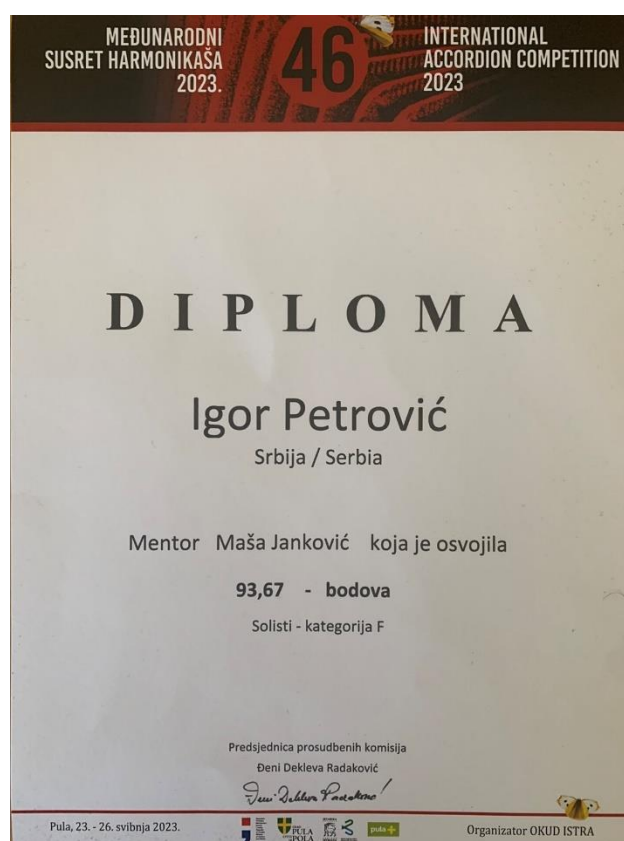 MEĐUNARODNI
SUSRET HARMONIKAŠA
2023.
46
INTERNATIONAL
ACCORDION COMPETITION
2023
DIPLOMA
Igor Petrović
Srbija / Serbia
Mentor Maša Janković koja je osvojila
93,67 - bodova
Solisti - kategorija F
Predsjednica prosudbenih komisija
Đeni Dekleva Radaković
Pula, 23. - 26. svibnja 2023.
PULA
POLA
pula+
Organizator OKUD ISTRA